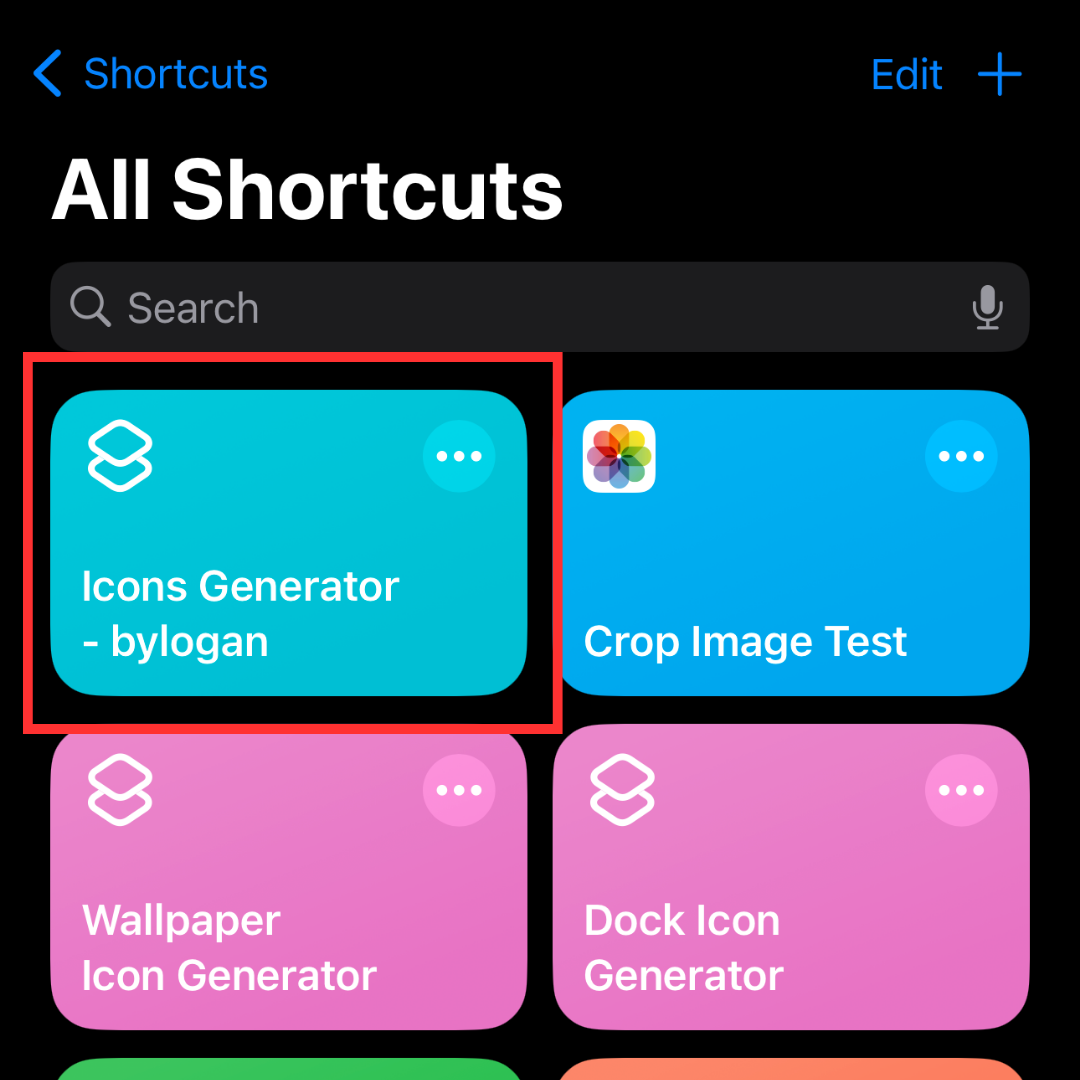 Shortcuts
Edit
All Shortcuts
Search
Icons Generator
- bylogan
Crop Image Test
Wallpaper
Icon Generator
Dock Icon
Generator